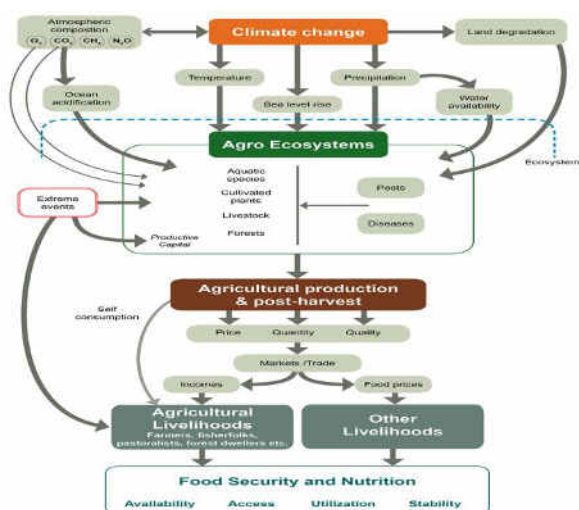 Atmospheric
compostion
O₃ CO₂ CH₄ N₂O
Climate change
Land degradation
Temperature
Precipitation
Ocean
acidification
Sea level rise
Water
availability
Agro Ecosystems
Ecosystem
Aquatic
species
Cultivated
plants
Livestock
Forests
Pests
Diseases
Extreme
events
Productive
Capital
Agricultural production
& post-harvest
Self
consumption
Price Quantity Quality
Markets /Trade
Incomes
Food prices
Agricultural
Livelihoods
Farmers, fisherfolks,
pastoralists, forest dwellers etc.
Other
Livelihoods
Food Security and Nutrition
Availability Access Utilization Stability